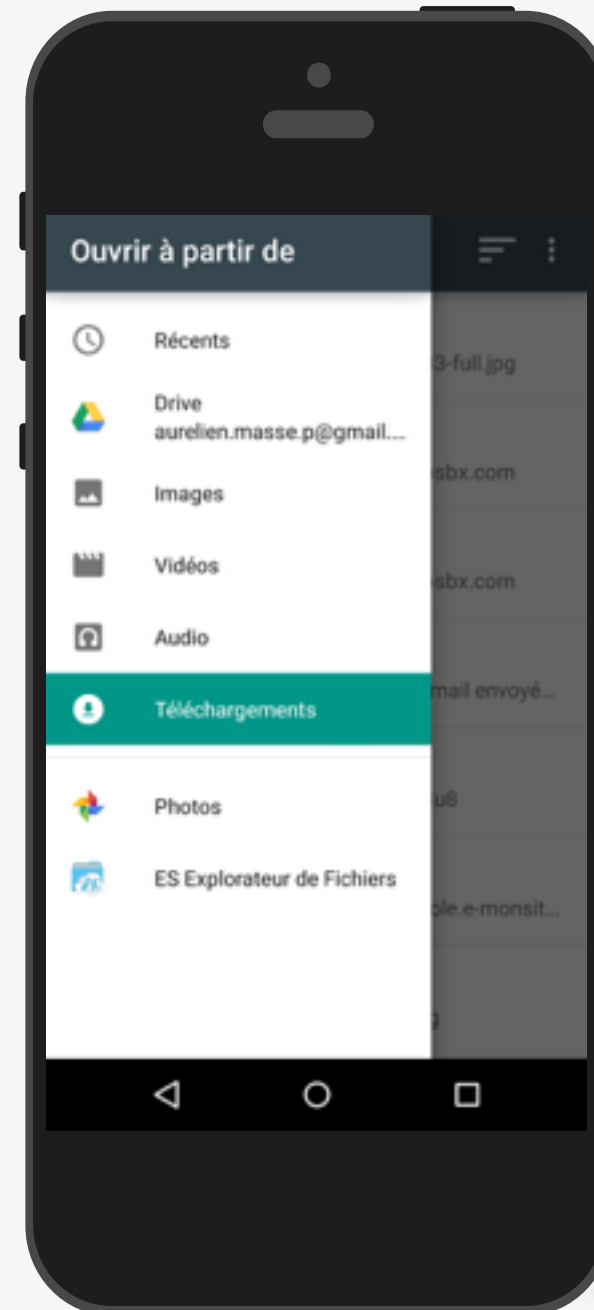 Ouvrir à partir de
Récents
3-full.jpg
Drive
aurelien.masse.p@gmail....
sbx.com
Images
Vidéos
sbx.com
Audio
mail envoyé...
Téléchargements
Photos
u8
ES Explorateur de Fichiers
ole.e-monsit...
g